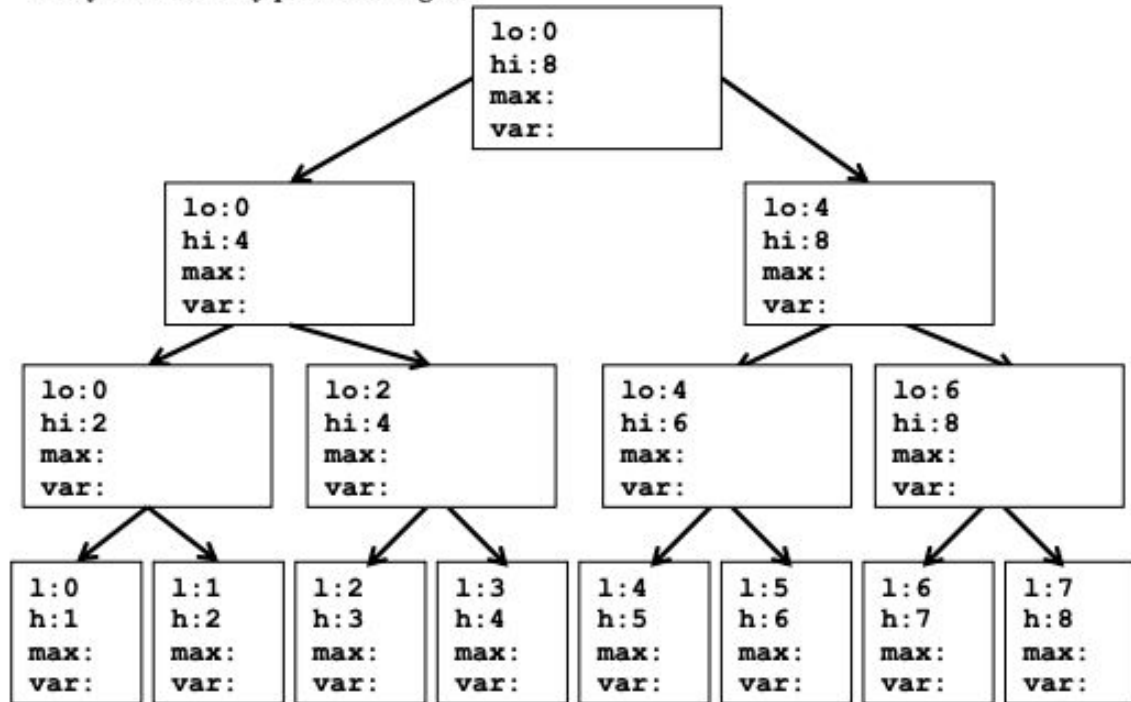 lo:0
hi:8
max:
var:
lo:0
hi:4
max:
var:
lo:4
hi:8
max:
var:
lo:0
hi:2
max:
var:
lo:2
hi:4
max:
var:
lo:4
hi:6
max:
var:
lo:6
hi:8
max:
var:
l:0
h:1
max:
var:
l:1
h:2
max:
var:
l:2
h:3
max:
var:
l:3
h:4
max:
var:
l:4
h:5
max:
var:
l:5
h:6
max:
var:
l:6
h:7
max:
var:
l:7
h:8
max:
var: